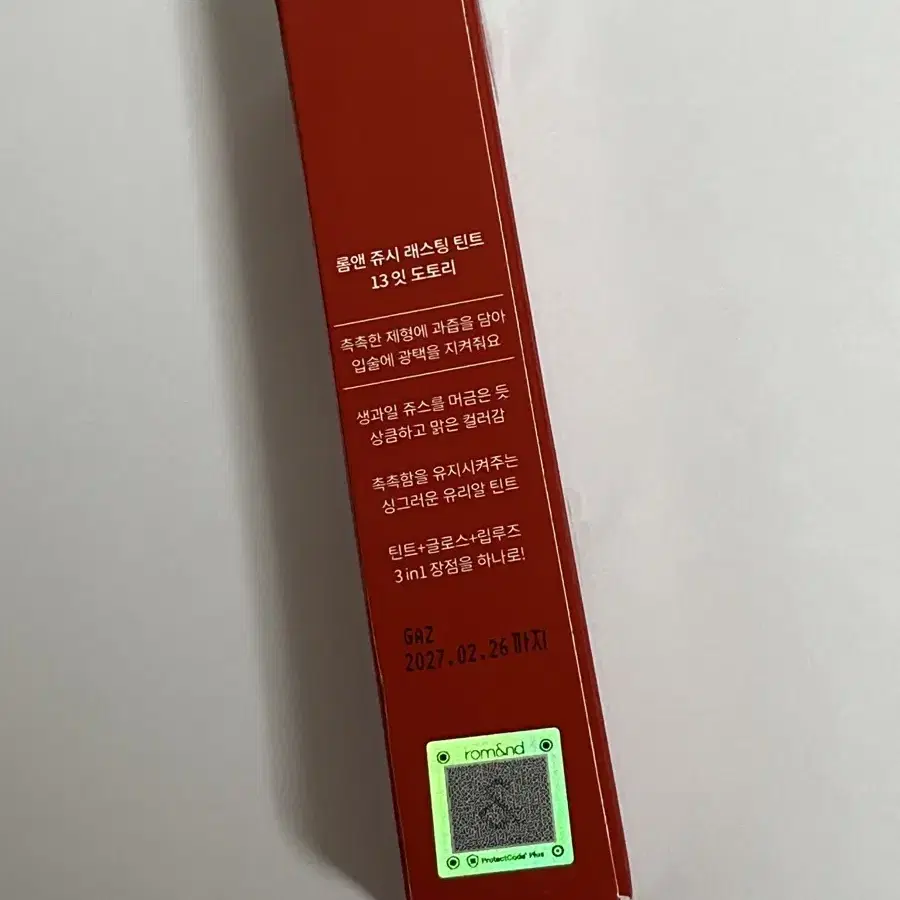 롬앤 쥬시 래스팅 틴트
13 잇 도토리
촉촉한 제형에 과즙을 담아
입술에 광택을 지켜줘요
생과일 쥬스를 머금은 듯
상큼하고 맑은 컬러감
촉촉함을 유지시켜주는
싱그러운 유리알 틴트
틴트+글로스+립루즈
3 in1 장점을 하나로!
GAZ
2027.02.26까지
rom&nd
ProtectCode® Plus